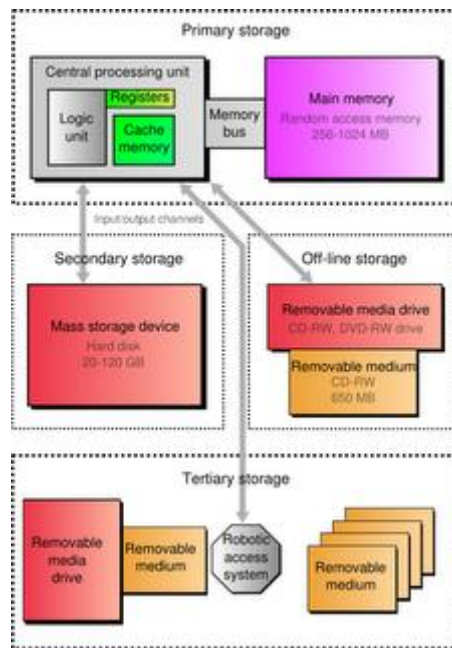 Primary storage
Central processing unit
Registers
Logic
unit
Cache
memory
Memory
bus
Main memory
Random access memory
256-1024 MB
Input/output channels
Secondary storage
Mass storage device
Hard disk
20-120 GB
Off-line storage
Removable media drive
CD-RW, DVD-RW drive
Removable medium
CD-RW
650 MB
Tertiary storage
Removable
media
drive
Removable
medium
Robotic
access
system
Removable
medium